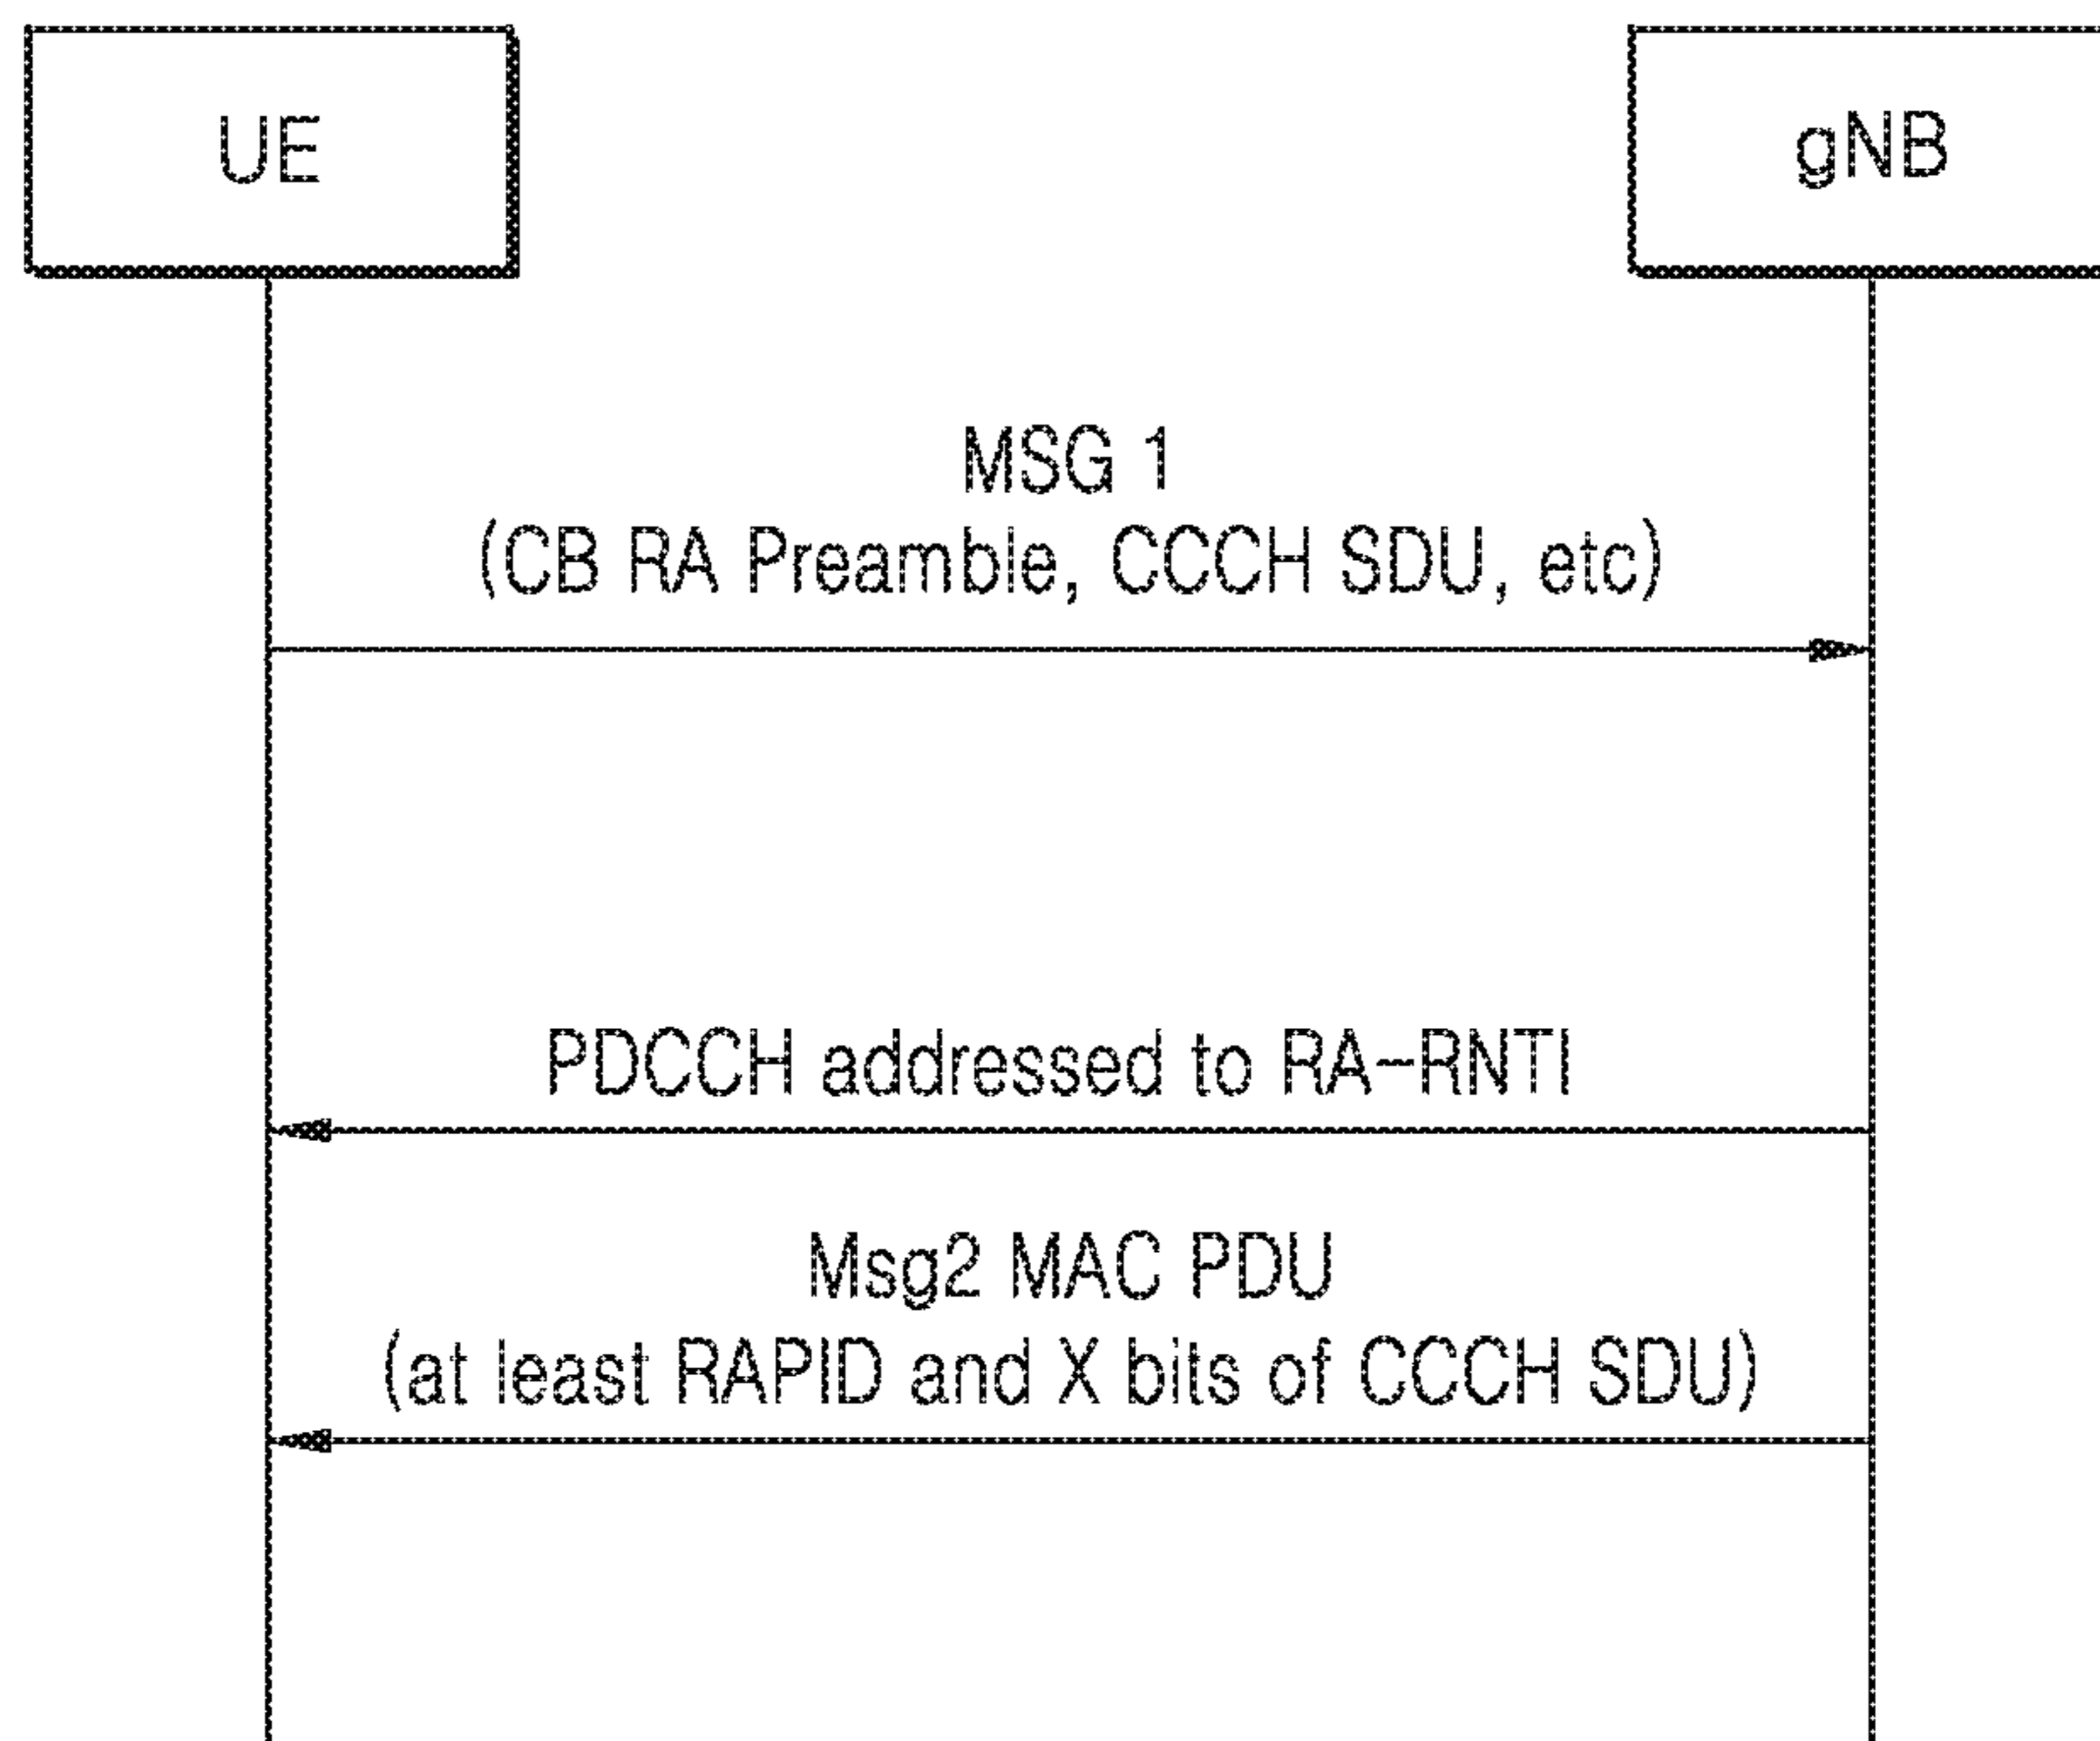 UE
gNB
MSG 1
(CB RA Preamble, CCCH SDU, etc)
PDCCH addressed to RA-RNTI
Msg2 MAC PDU
(at least RAPID and X bits of CCCH SDU)